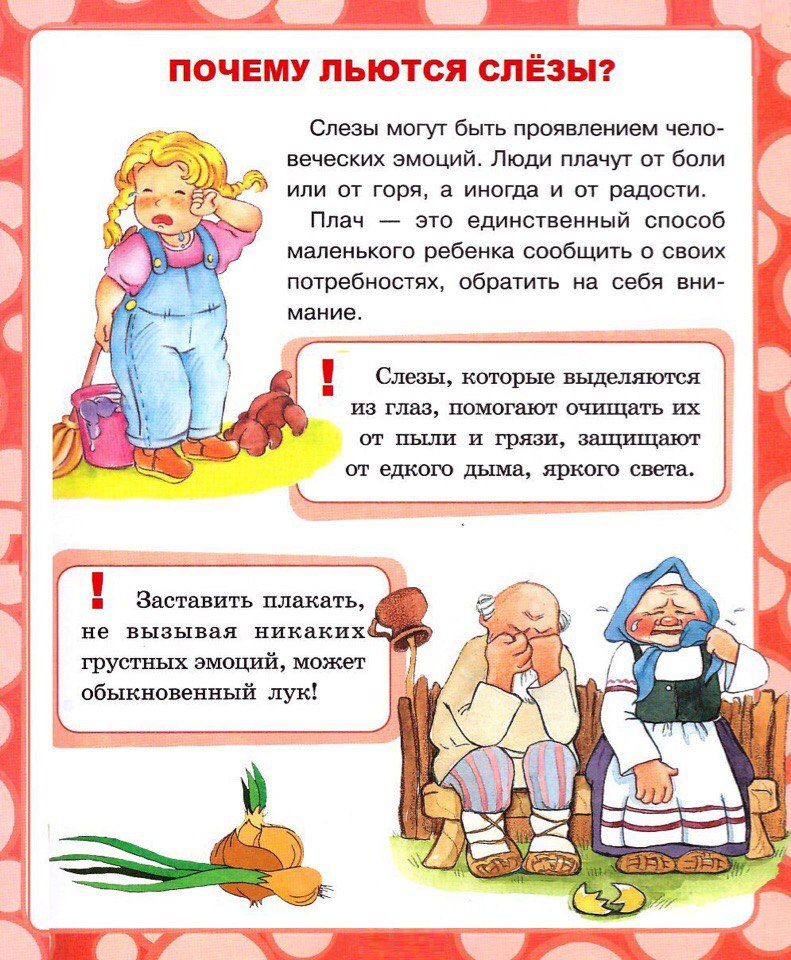 ПОЧЕМУ ЛЬЮТСЯ СЛЁЗЫ?
Слезы могут быть проявлением чело-
веческих эмоций. Люди плачут от боли
или от горя, а иногда и от радости.
Плач — это единственный способ
маленького ребенка сообщить о своих
потребностях, обратить на себя вни-
мание.
! Слезы, которые выделяются
из глаз, помогают очищать их
от пыли и грязи, защищают
от едкого дыма, яркого света.
! Заставить плакать,
не вызывая никаких
грустных эмоций, может
обыкновенный лук!